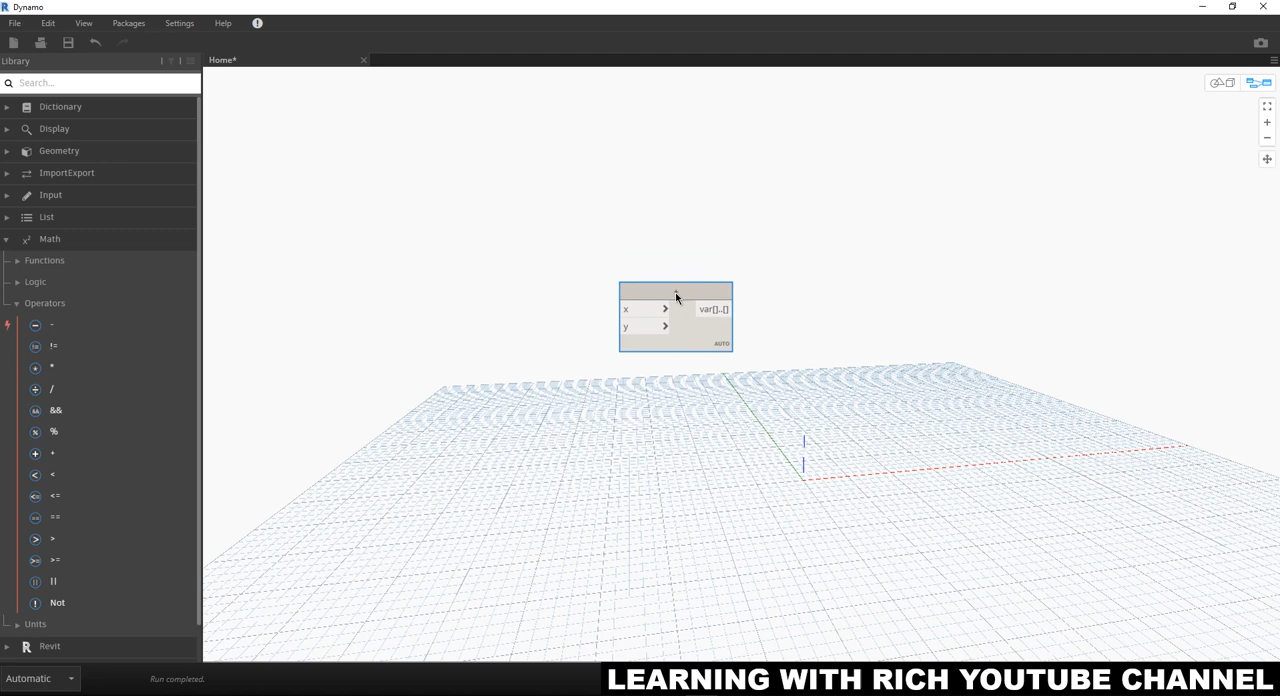 Dynamo
File Edit View Packages Settings Help
Library
Home*
Search...
Dictionary
Display
Geometry
ImportExport
Input
List
Math
Functions
Logic
Operators
-
!=
*
/
&&
%
+
<
<=
==
>
>=
||
Not
Units
Revit
+
x > var[]..[]
y >
AUTO
Automatic
Run completed.
LEARNING WITH RICH YOUTUBE CHANNEL